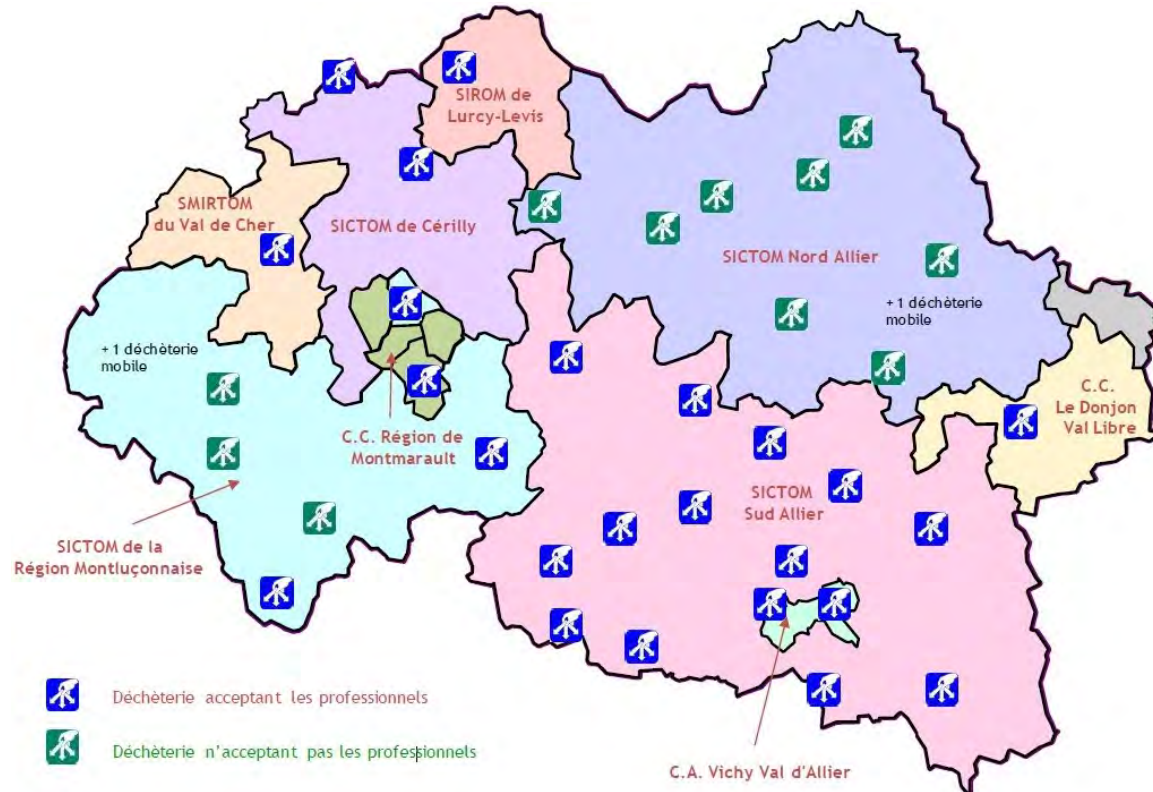 SIROM de
Lurcy-Levis
SMIRTOM
du Val de Cher
SICTOM de Cérilly
SICTOM Nord Allier
+ 1 déchèterie
mobile
+ 1 déchèterie
mobile
C.C.
Le Donjon
Val Libre
C.C. Région de
Montmarault
SICTOM
Sud Allier
SICTOM de la
Région Montluçonnaise
Déchèterie acceptant les professionnels
Déchèterie n'acceptant pas les professionnels
C.A. Vichy Val d'Allier